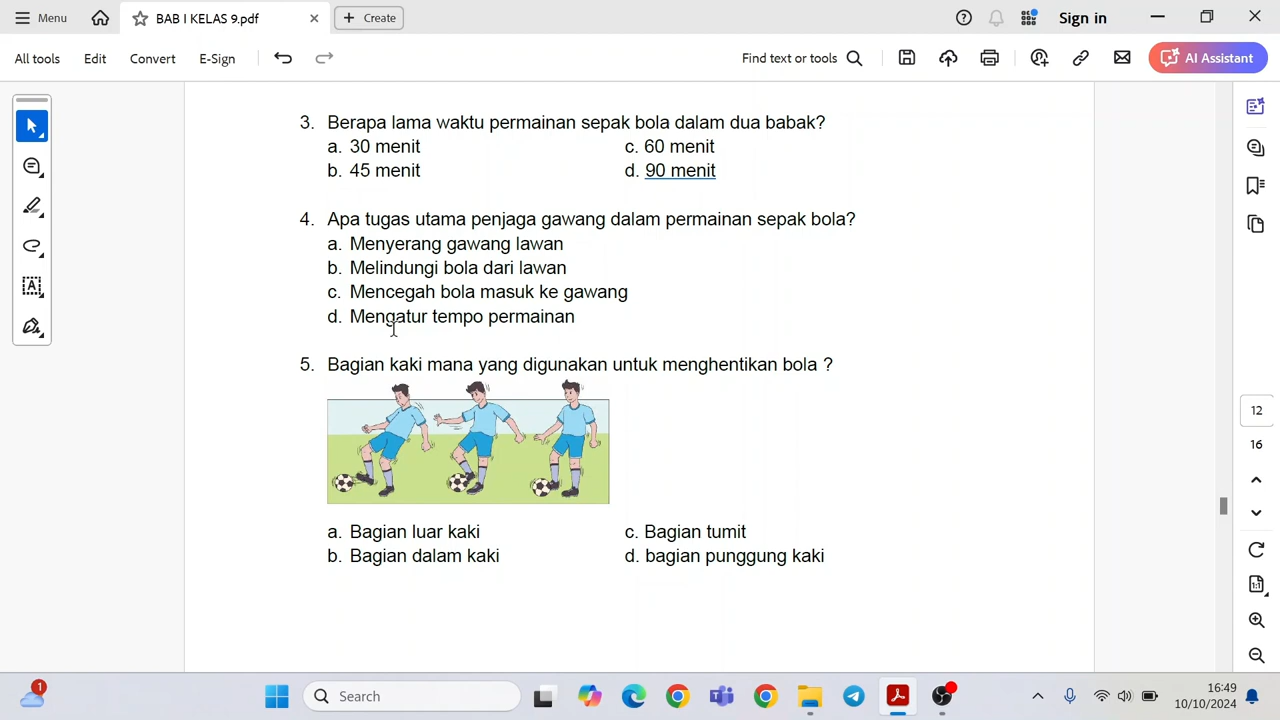 Menu
BAB I KELAS 9.pdf
Create
Sign in
All tools Edit Convert E-Sign
Find text or tools
AI Assistant
3. Berapa lama waktu permainan sepak bola dalam dua babak?
a. 30 menit c. 60 menit
b. 45 menit d. 90 menit
4. Apa tugas utama penjaga gawang dalam permainan sepak bola?
a. Menyerang gawang lawan
b. Melindungi bola dari lawan
c. Mencegah bola masuk ke gawang
d. Mengatur tempo permainan
5. Bagian kaki mana yang digunakan untuk menghentikan bola ?
a. Bagian luar kaki c. Bagian tumit
b. Bagian dalam kaki d. bagian punggung kaki
12
16
1:1
1
Search
16:49
10/10/2024